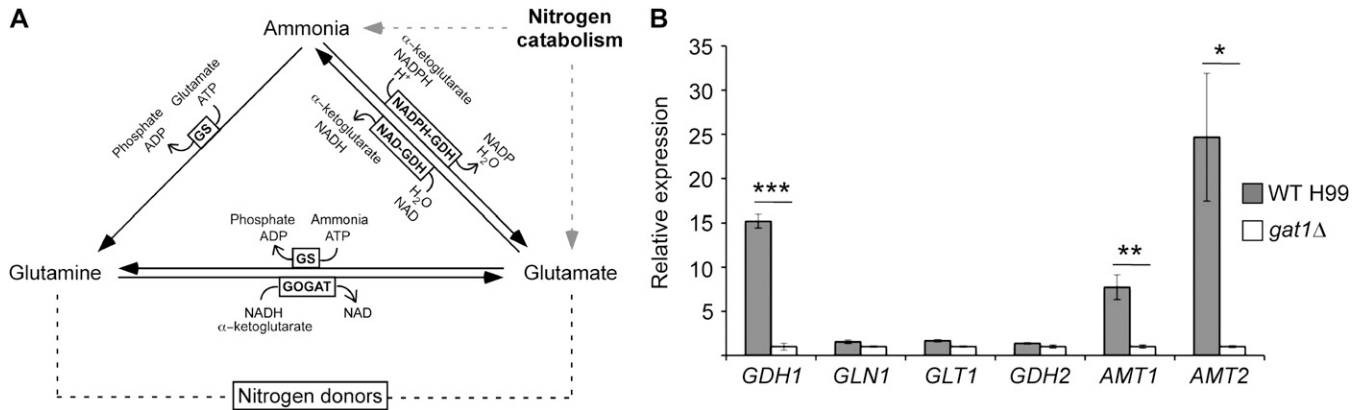 A
Ammonia
Nitrogen
catabolism
α-ketoglutarate
NADPH
H+
NADPH-GDH
NADP
H2O
α-ketoglutarate
NADH
NAD-GDH
H2O
NAD
Glutamate
ATP
GS
Phosphate
ADP
Phosphate
ADP
Ammonia
ATP
GS
Glutamine
Glutamate
GOGAT
NADH
α-ketoglutarate
NAD
Nitrogen donors
B
Relative expression
35
30
25
20
15
10
5
***
**
*
WT H99
gat1Δ
GDH1 GLN1 GLT1 GDH2 AMT1 AMT2